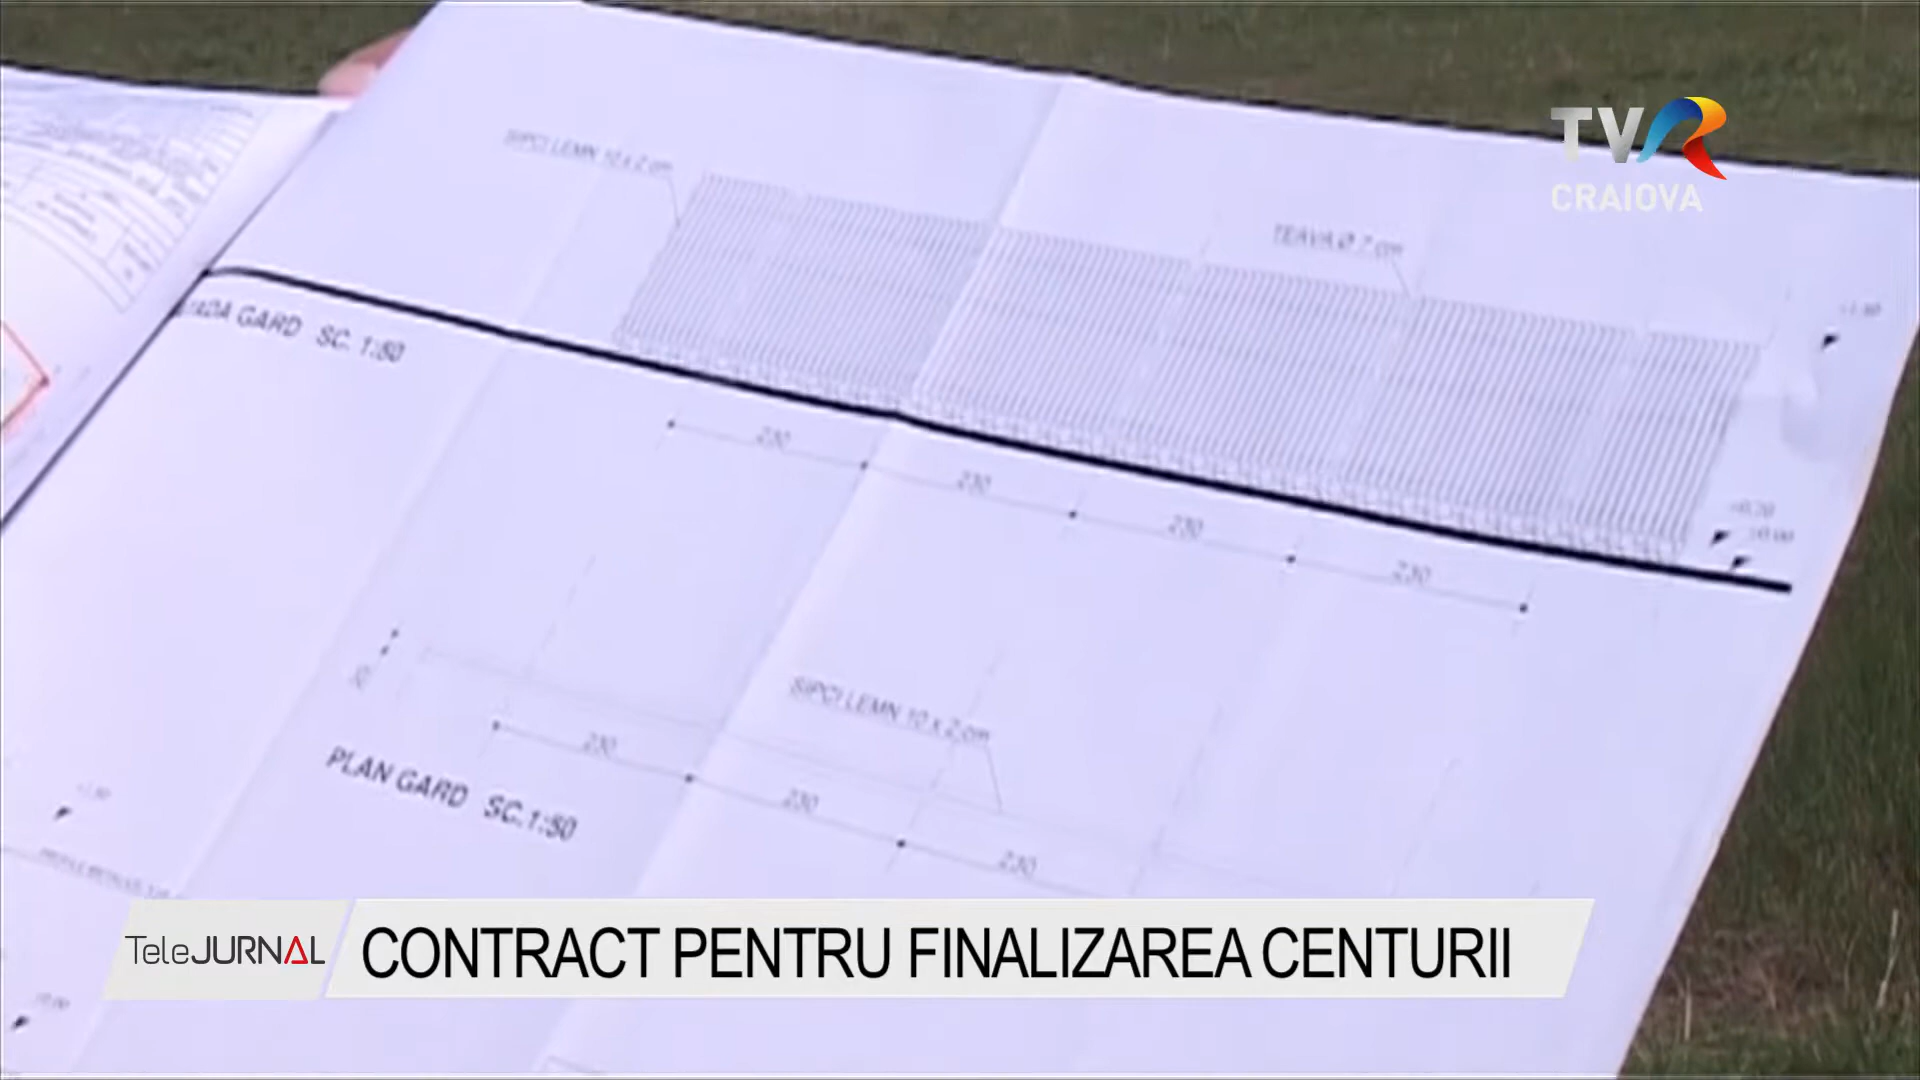 TVR
CRAIOVA
SIPCI LEMN 10 x 2 cm
TEAVA Ø 7 cm
GARD SC. 1:50
230
230
230
230
SIPCI LEMN 10 x 2 cm
230
230
230
PLAN GARD SC.1:50
TeleJURNAL
CONTRACT PENTRU FINALIZAREA CENTURII